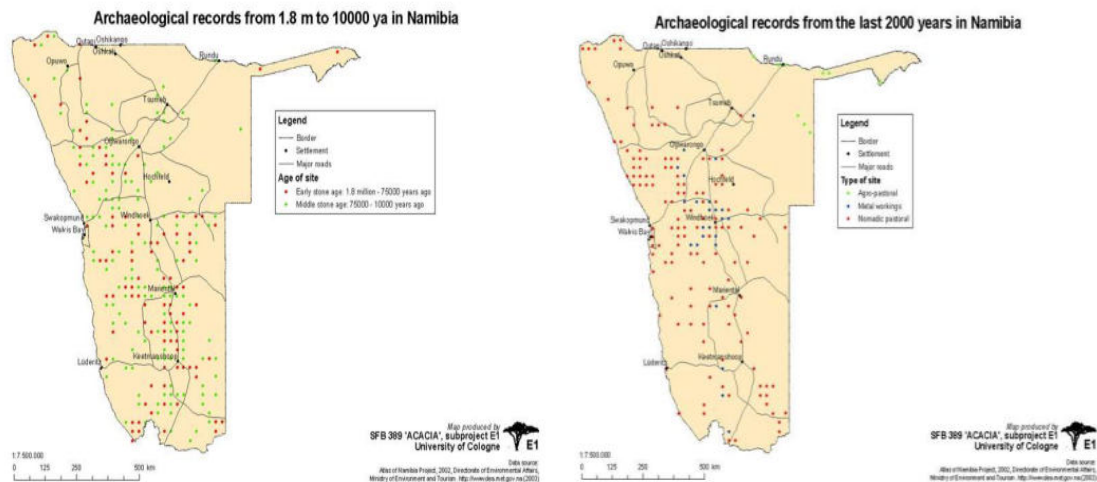 Archaeological records from 1.8 m to 10000 ya in Namibia
Outapi
Oshikango
Oshkati
Opuwo
Rundu
Tsumeb
Otjiwarongo
Hochfeld
Swakopmund
Walvis Bay
Windhoek
Mariental
Lüderitz
Keetmanshoop
Legend
Border
Settlement
Major roads
Age of site
Early stone age: 1.8 million - 75000 years ago
Middle stone age: 75000 - 10000 years ago
Map produced by
SFB 389 'ACACIA', subproject E1
University of Cologne
E1
Data source:
Atlas of Namibia Project, 2002, Directorate of Environmental Affairs,
Ministry of Environment and Tourism
1:7 500.000
0 125 250 500 km
Archaeological records from the last 2000 years in Namibia
Outapi
Oshikango
Oshkati
Opuwo
Rundu
Tsumeb
Otjiwarongo
Hochfeld
Swakopmund
Walvis Bay
Windhoek
Mariental
Lüderitz
Keetmanshoop
Legend
Border
Settlement
Major roads
Type of site
Agro-pastoral
Metal workings
Nomadic pastoral
Map produced by
SFB 389 'ACACIA', subproject E1
University of Cologne
E1
Data source:
Atlas of Namibia Project, 2002, Directorate of Environmental Affairs,
Ministry of Environment and Tourism
1:7 500.000
0 125 250 500 km